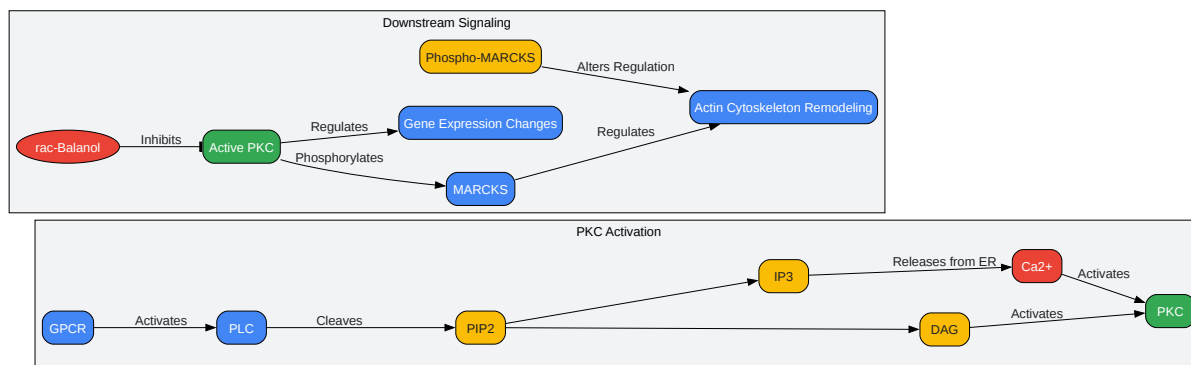 Downstream Signaling
Phospho-MARCKS
Alters Regulation
Actin Cytoskeleton Remodeling
Regulates
Gene Expression Changes
Regulates
rac-Balanol
Inhibits
Active PKC
Phosphorylates
MARCKS
PKC Activation
IP3
Releases from ER
Ca2+
Activates
GPCR
Activates
PLC
Cleaves
PIP2
DAG
Activates
PKC